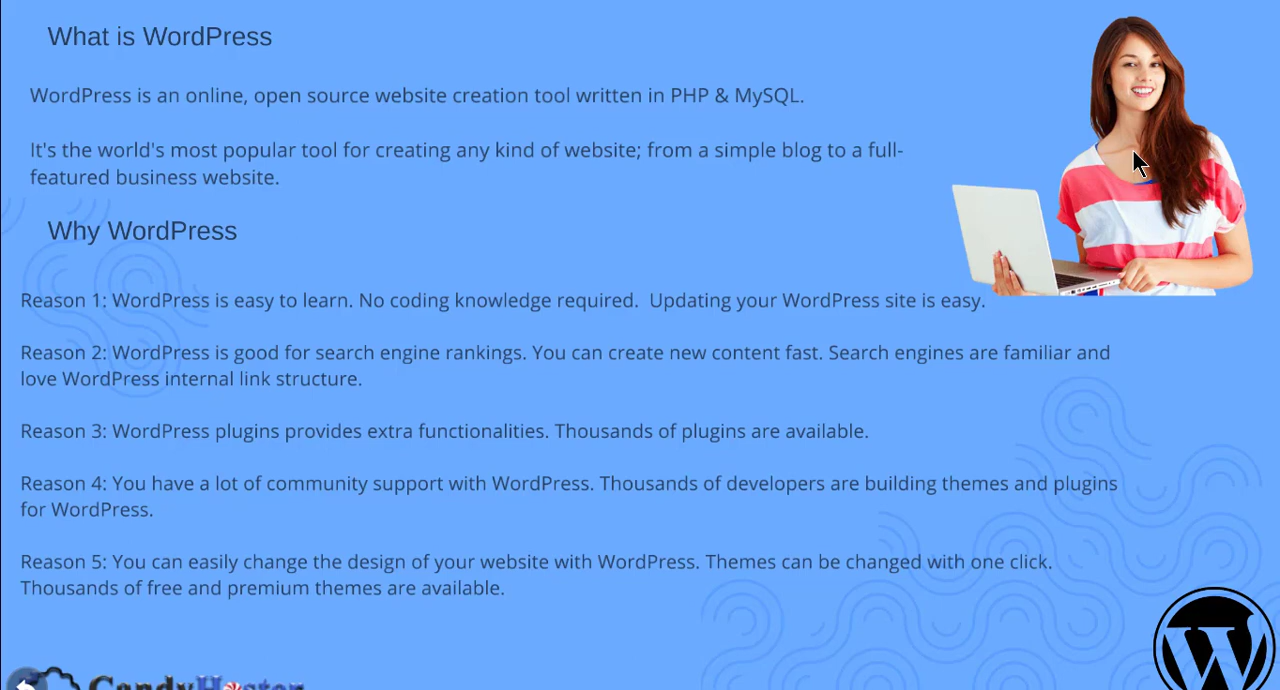 What is WordPress
WordPress is an online, open source website creation tool written in PHP & MySQL.
It's the world's most popular tool for creating any kind of website; from a simple blog to a full-
featured business website.
Why WordPress
Reason 1: WordPress is easy to learn. No coding knowledge required.  Updating your WordPress site is easy.
Reason 2: WordPress is good for search engine rankings. You can create new content fast. Search engines are familiar and
love WordPress internal link structure.
Reason 3: WordPress plugins provides extra functionalities. Thousands of plugins are available.
Reason 4: You have a lot of community support with WordPress. Thousands of developers are building themes and plugins
for WordPress.
Reason 5: You can easily change the design of your website with WordPress. Themes can be changed with one click.
Thousands of free and premium themes are available.
CandyHoster
W